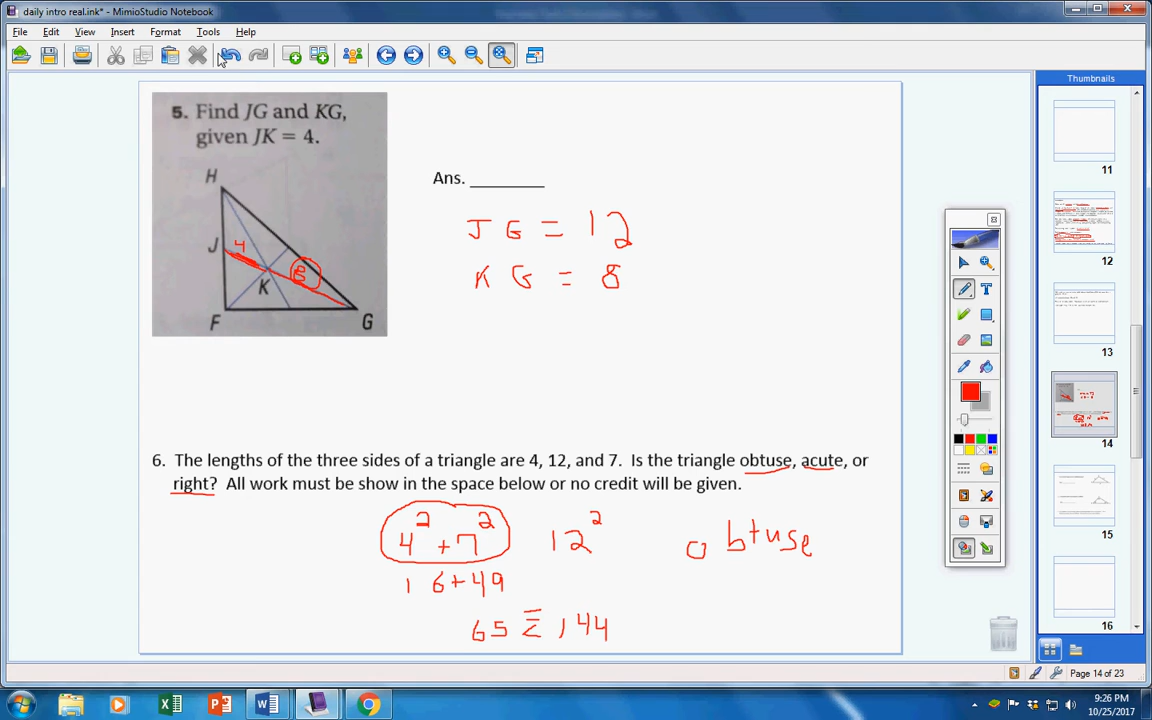 daily intro real.ink* - MimioStudio Notebook
File Edit View Insert Format Tools Help
5. Find JG and KG,
given JK = 4.
H
J
4
8
K
F
G
Ans. ________
JG = 12
KG = 8
6. The lengths of the three sides of a triangle are 4, 12, and 7. Is the triangle obtuse, acute, or
right? All work must be show in the space below or no credit will be given.
4² + 7² 12² obtuse
16+49
65 < 144
Thumbnails
11
12
13
14
15
16
Page 14 of 23
9:26 PM
10/25/2017